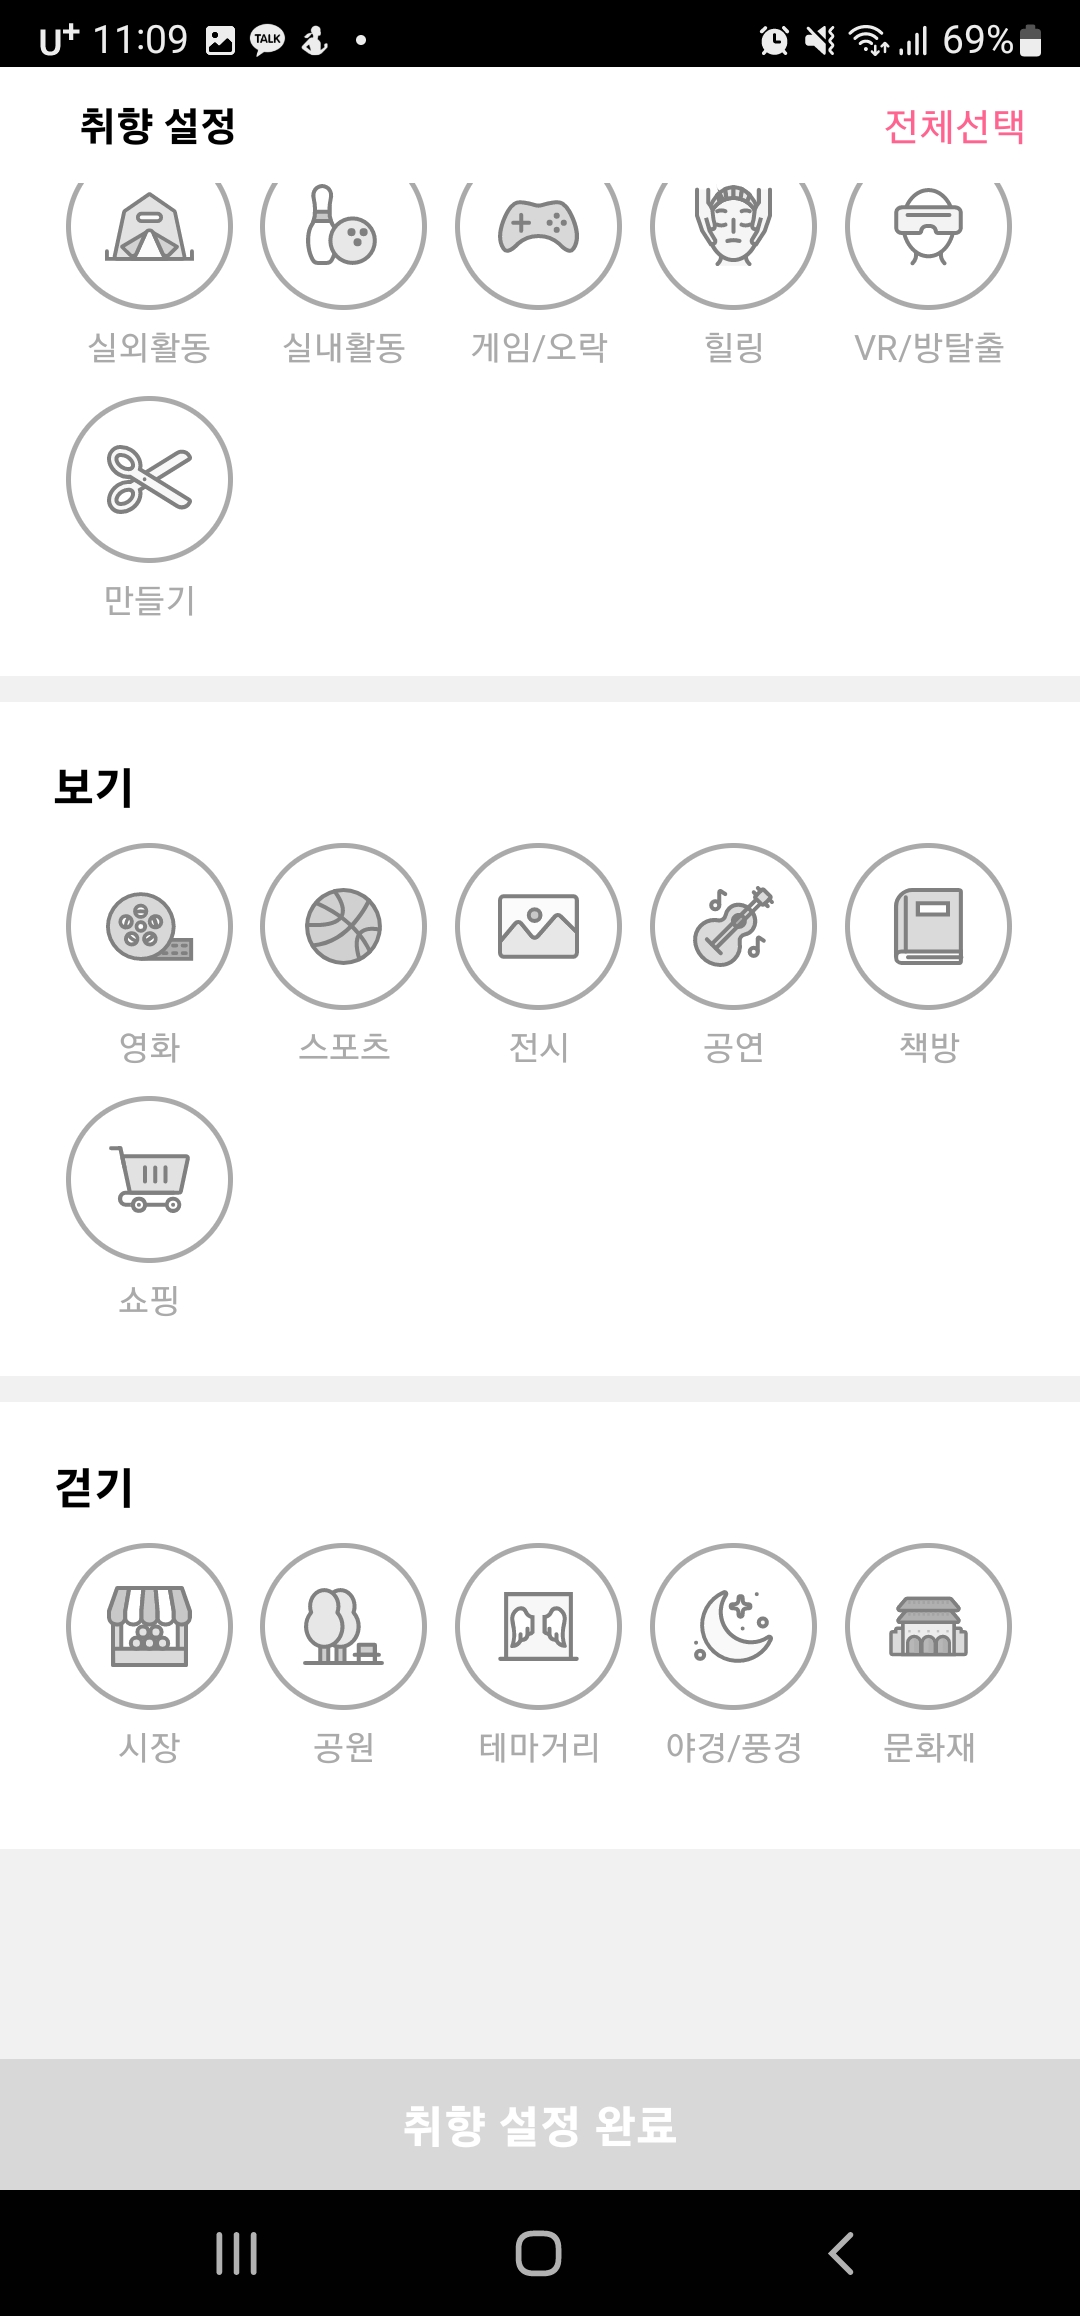 U+ 11:09 TALK 69%
취향 설정 전체선택
실외활동 실내활동 게임/오락 힐링 VR/방탈출
만들기
보기
영화 스포츠 전시 공연 책방
쇼핑
걷기
시장 공원 테마거리 야경/풍경 문화재
취향 설정 완료